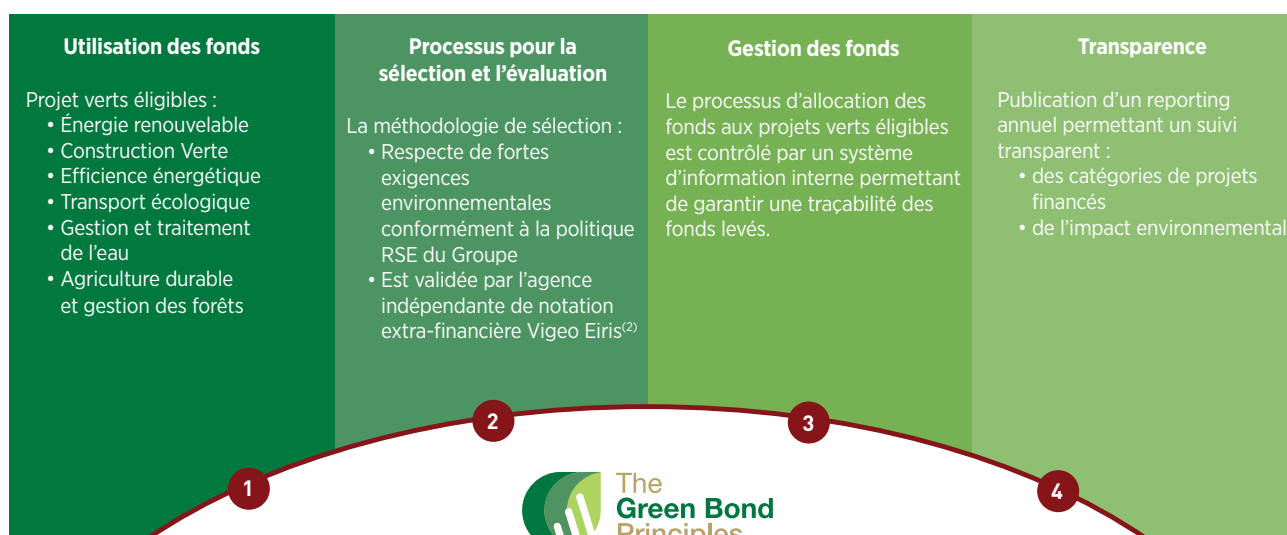 Utilisation des fonds
Projet verts éligibles :
• Énergie renouvelable
• Construction Verte
• Efficience énergétique
• Transport écologique
• Gestion et traitement
de l'eau
• Agriculture durable
et gestion des forêts
Processus pour la
sélection et l'évaluation
La méthodologie de sélection :
• Respecte de fortes
exigences
environnementales
conformément à la politique
RSE du Groupe
• Est validée par l'agence
indépendante de notation
extra-financière Vigeo Eiris(2)
Gestion des fonds
Le processus d'allocation des
fonds aux projets verts éligibles
est contrôlé par un système
d'information interne permettant
de garantir une traçabilité des
fonds levés.
Transparence
Publication d'un reporting
annuel permettant un suivi
transparent :
• des catégories de projets
financés
• de l'impact environnemental
1
2
3
4
The
Green Bond
Principles